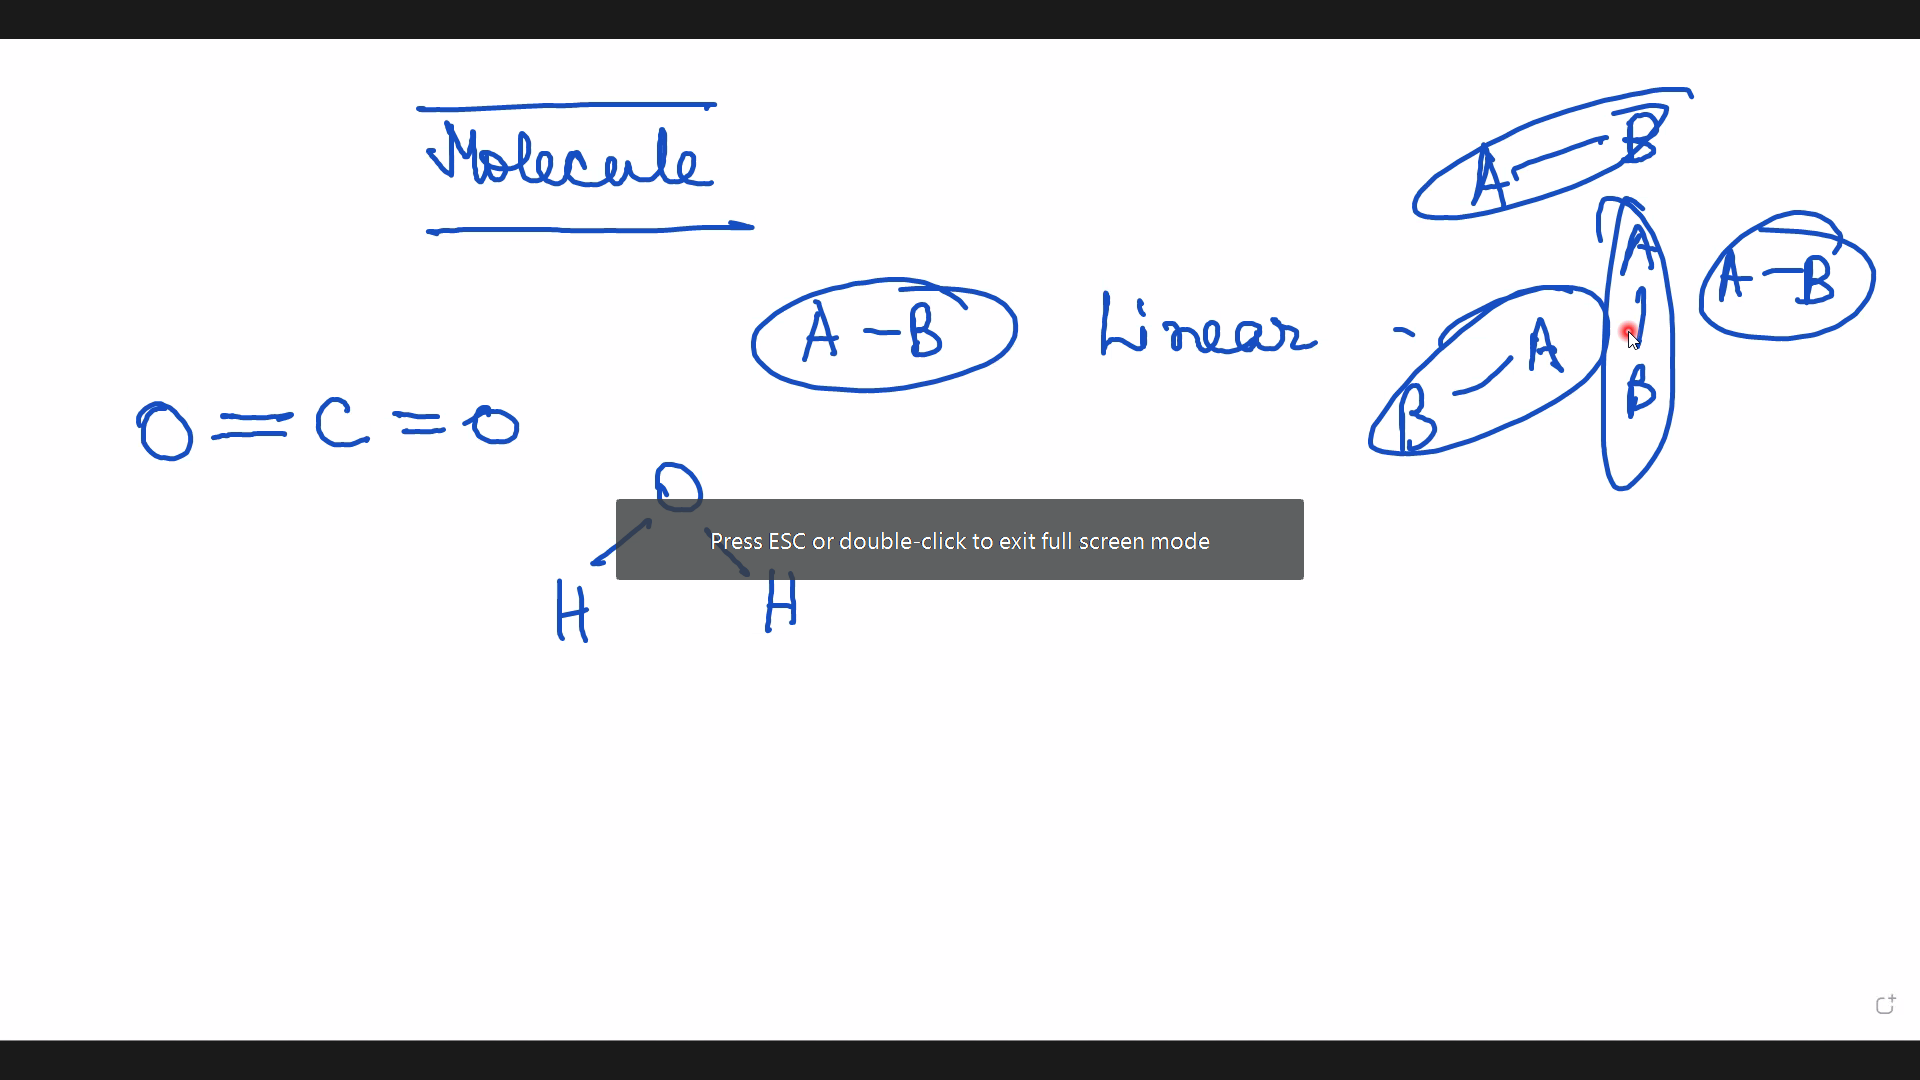 Molecule
A - B
A - B
A - B Linear -
B - A
A
|
B
O = C = O
O
H H
Press ESC or double-click to exit full screen mode